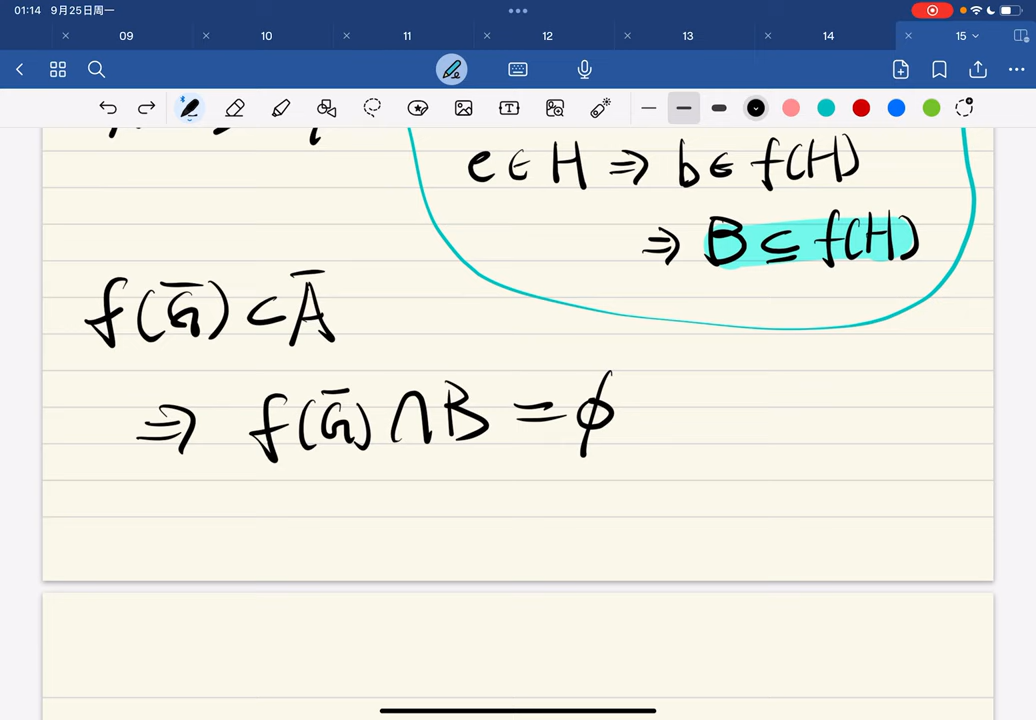 01:14 9月25日周一
09 10 11 12 13 14 15
e ∈ H ⇒ b ∈ f(H)
⇒ B ⊆ f(H)
f(Ḡ) ⊂ Ā
⇒ f(Ḡ) ∩ B = ϕ